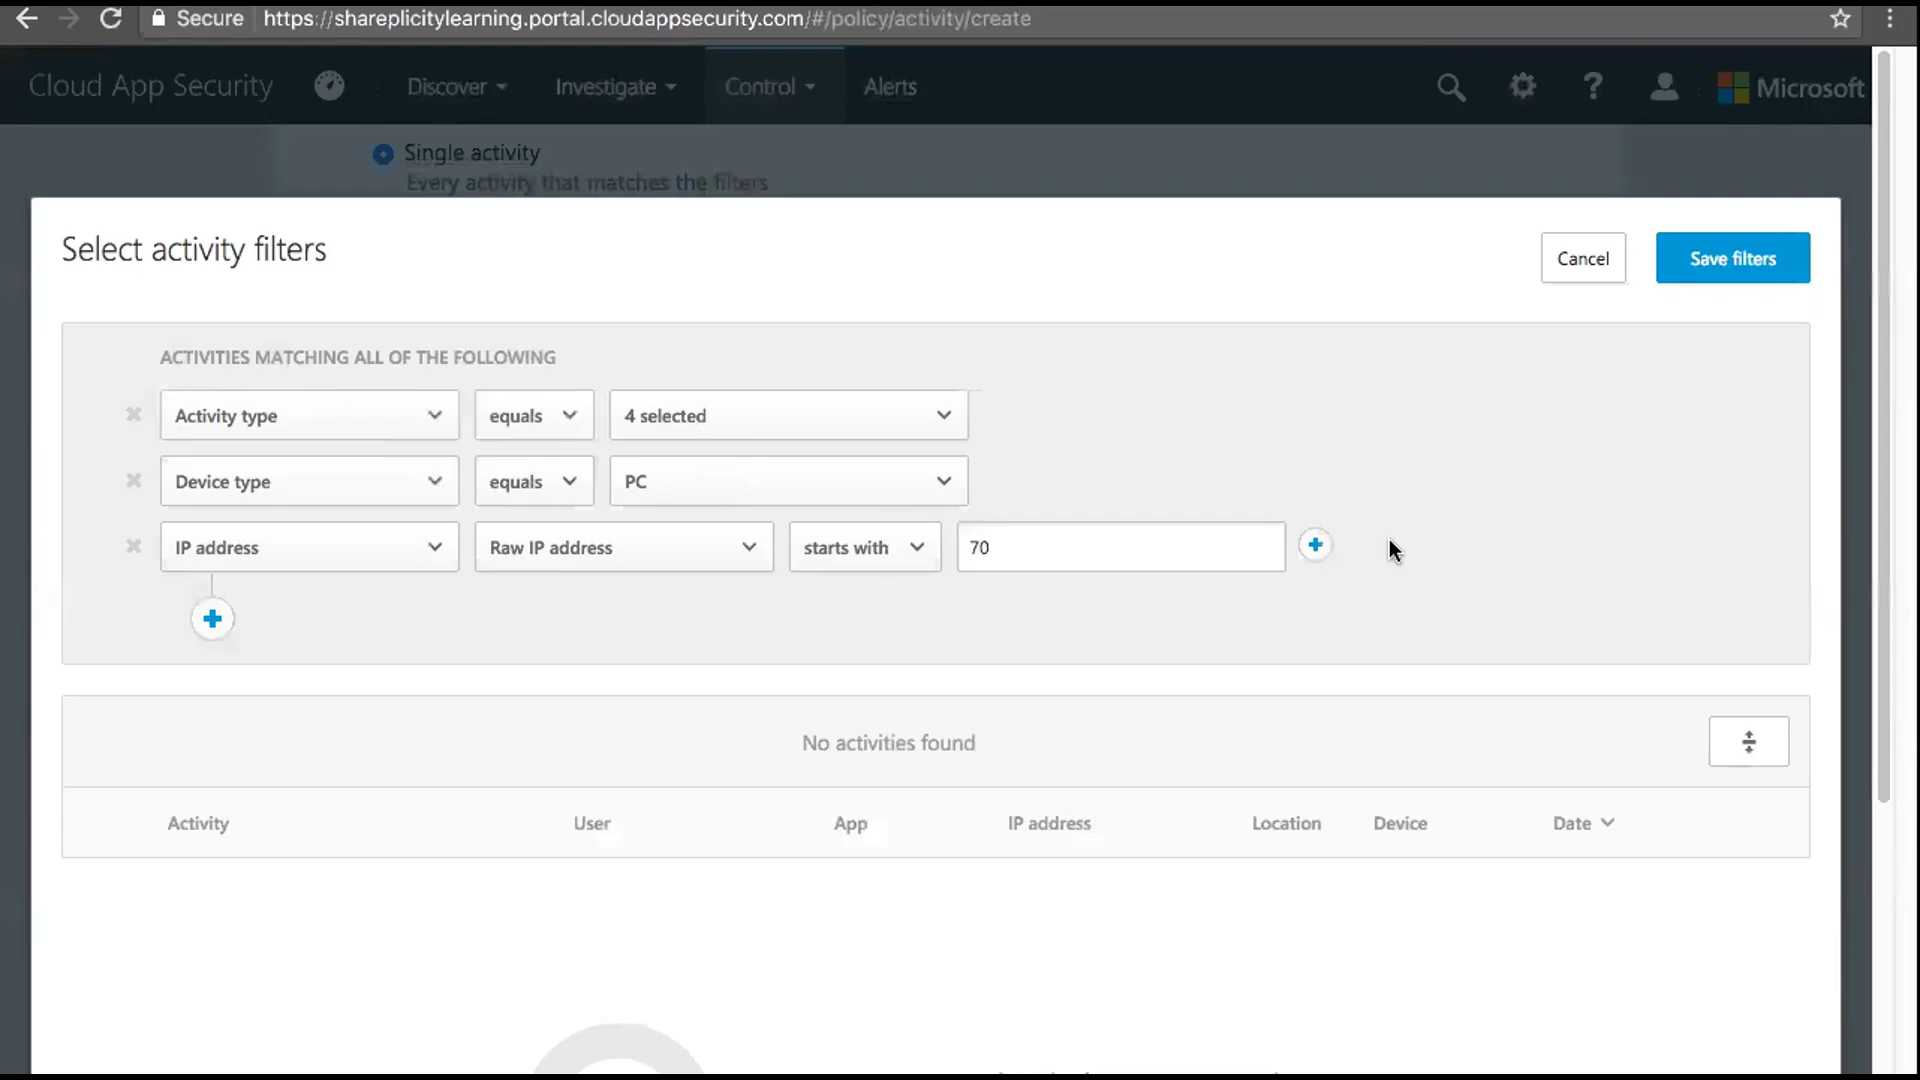 Secure https://shareplicitylearning.portal.cloudappsecurity.com/#/policy/activity/create
Cloud App Security Discover Investigate Control Alerts ? Microsoft
Single activity
Every activity that matches the filters
Select activity filters
Cancel
Save filters
ACTIVITIES MATCHING ALL OF THE FOLLOWING
Activity type equals 4 selected
Device type equals PC
IP address Raw IP address starts with 70
No activities found
Activity User App IP address Location Device Date